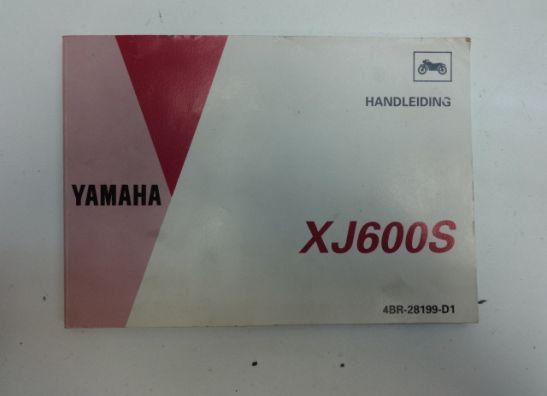 HANDLEIDING
YAMAHA
XJ600S
4BR-28199-D1